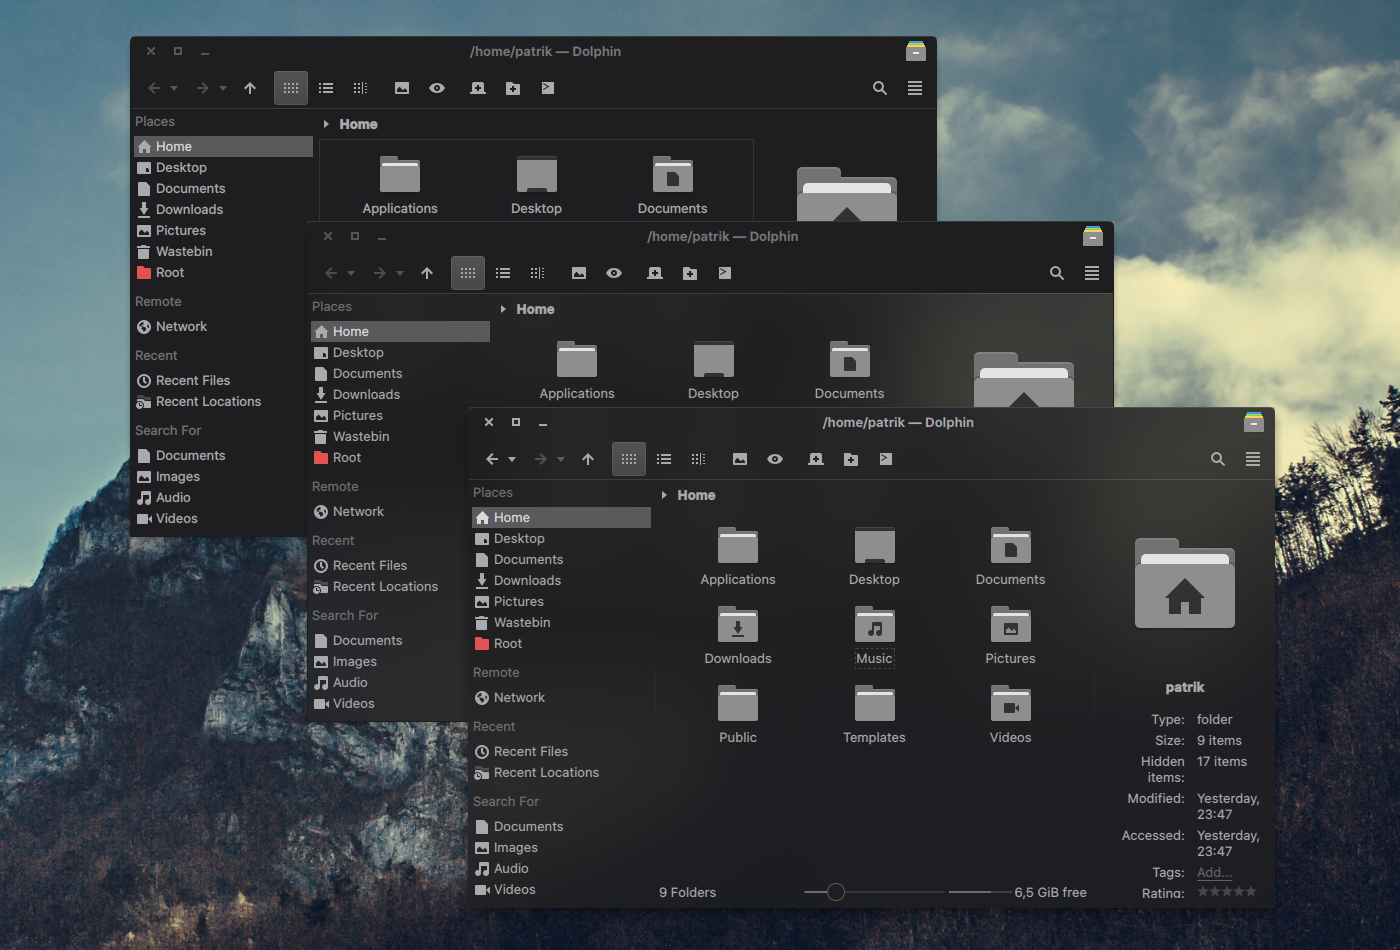 /home/patrik — Dolphin
Places
Home
Home
Desktop
Documents
Downloads
Pictures
Wastebin
Root
Remote
Network
Recent
Recent Files
Recent Locations
Search For
Documents
Images
Audio
Videos
Applications Desktop Documents
/home/patrik — Dolphin
Places
Home
Home
Desktop
Documents
Downloads
Pictures
Wastebin
Root
Remote
Network
Recent
Recent Files
Recent Locations
Search For
Documents
Images
Audio
Videos
Applications Desktop Documents
/home/patrik — Dolphin
Places
Home
Home
Desktop
Documents
Downloads
Pictures
Wastebin
Root
Remote
Network
Recent
Recent Files
Recent Locations
Search For
Documents
Images
Audio
Videos
Applications Desktop Documents
Downloads Music Pictures
Public Templates Videos
9 Folders
6,5 GiB free
patrik
Type: folder
Size: 9 items
Hidden 17 items
items:
Modified: Yesterday,
23:47
Accessed: Yesterday,
23:47
Tags: Add...
Rating: